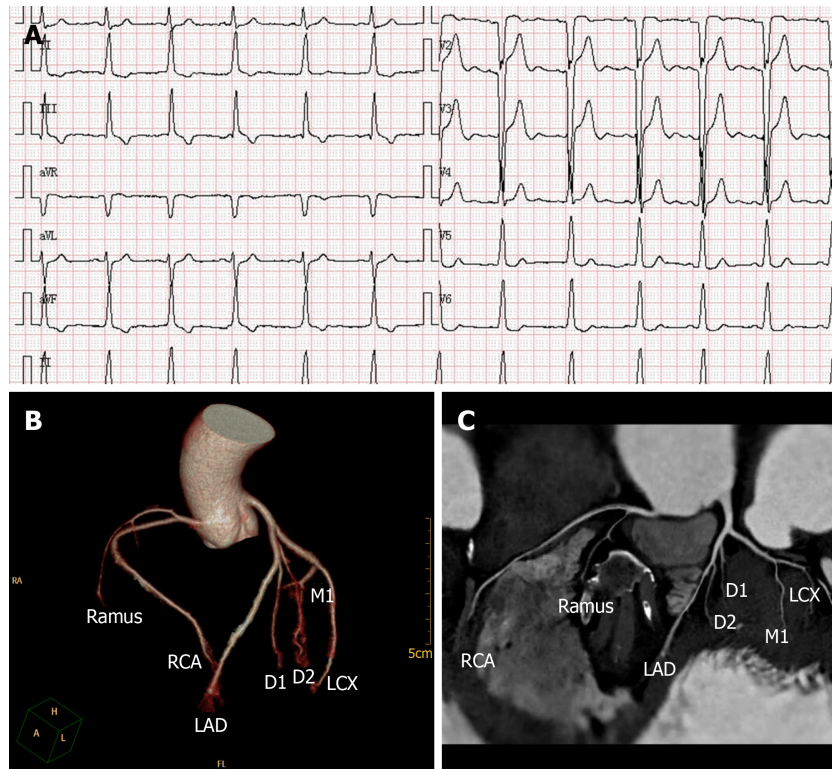 A
II
V2
III
V3
aVR
V4
aVL
V5
aVF
V6
II
B
RA
Ramus
RCA
LAD
D1
D2
M1
LCX
5cm
H
A
L
FL
C
Ramus
RCA
LAD
D1
D2
M1
LCX